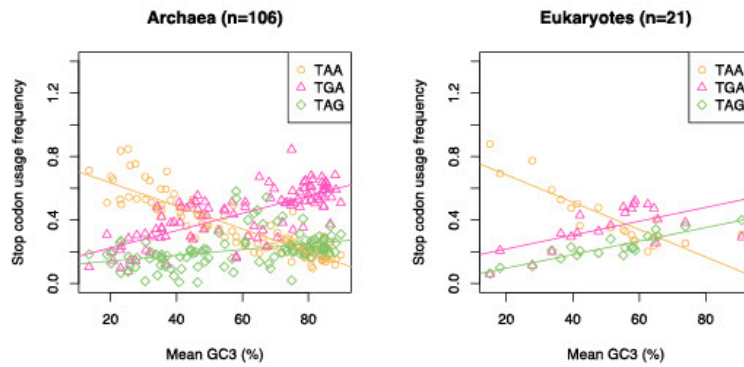 Archaea (n=106)
Stop codon usage frequency
0.0 0.4 0.8 1.2
TAA
TGA
TAG
20 40 60 80
Mean GC3 (%)
Eukaryotes (n=21)
Stop codon usage frequency
0.0 0.4 0.8 1.2
TAA
TGA
TAG
20 40 60 80
Mean GC3 (%)